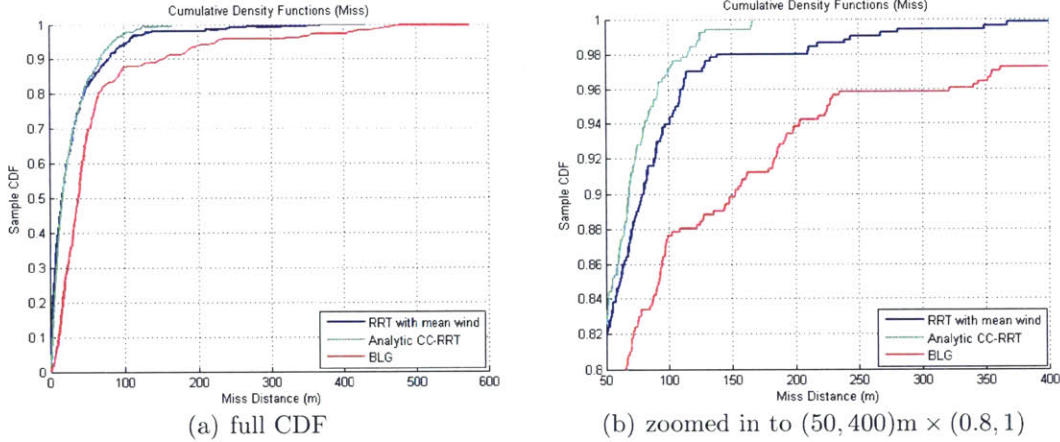 Cumulative Density Functions (Miss)
1
0.9
0.8
0.7
0.6
0.5
0.4
0.3
0.2
0.1
0
Sample CDF
0 100 200 300 400 500 600
Miss Distance (m)
RRT with mean wind
Analytic CC-RRT
BLG
(a) full CDF
Cumulative Density Functions (Miss)
1
0.98
0.96
0.94
0.92
0.9
0.88
0.86
0.84
0.82
0.8
Sample CDF
50 100 150 200 250 300 350 400
Miss Distance (m)
RRT with mean wind
Analytic CC-RRT
BLG
(b) zoomed in to (50, 400)m × (0.8, 1)